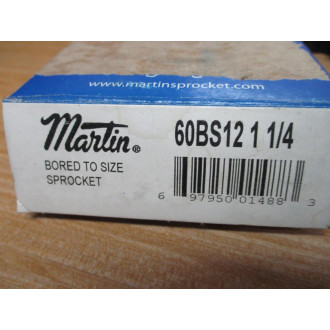 www.martinsprocket.com
Martin®
60BS12 1 1/4
BORED TO SIZE
SPROCKET
6 97950 01488 3